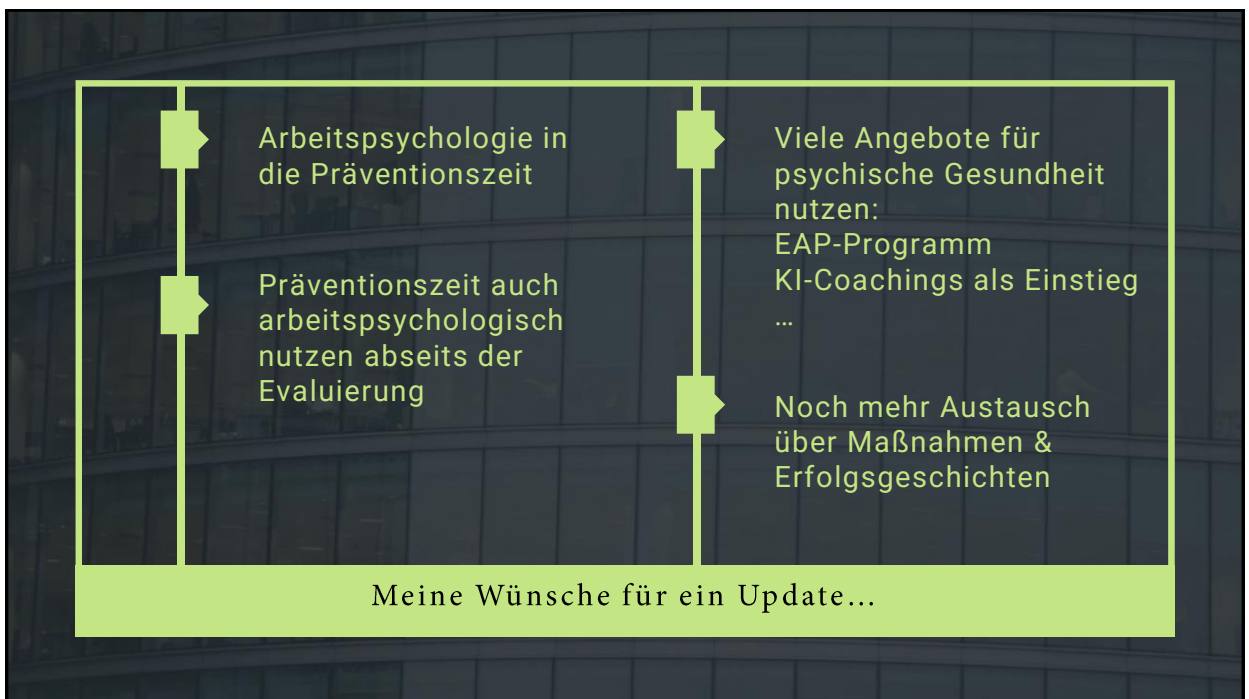 Arbeitspsychologie in
die Präventionszeit
Präventionszeit auch
arbeitspsychologisch
nutzen abseits der
Evaluierung
Viele Angebote für
psychische Gesundheit
nutzen:
EAP-Programm
KI-Coachings als Einstieg
…
Noch mehr Austausch
über Maßnahmen &
Erfolgsgeschichten
Meine Wünsche für ein Update…